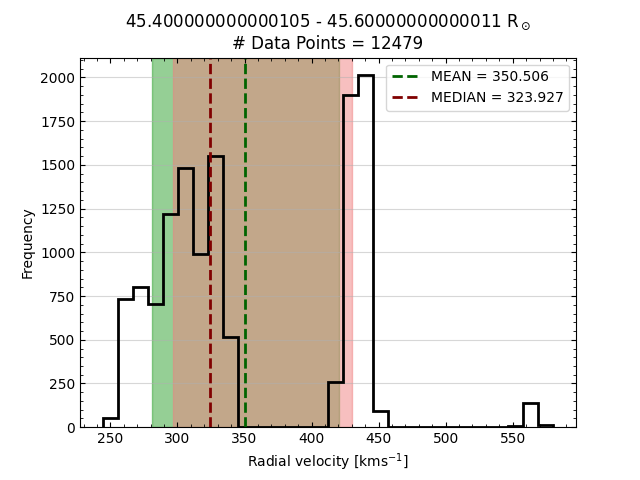 45.400000000000105 - 45.60000000000011 R⊙
# Data Points = 12479
MEAN = 350.506
MEDIAN = 323.927
Frequency
2000
1750
1500
1250
1000
750
500
250
0
250 300 350 400 450 500 550
Radial velocity [kms⁻¹]